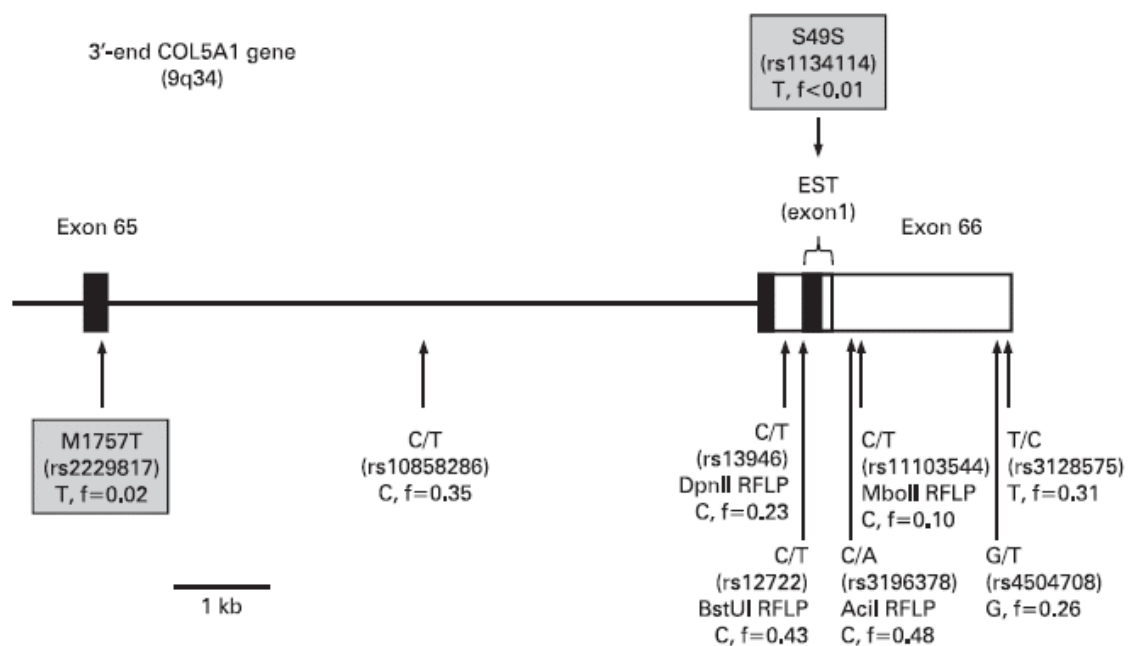 3′-end COL5A1 gene
(9q34)
S49S
(rs1134114)
T, f<0.01
EST
(exon1)
Exon 65
Exon 66
M1757T
(rs2229817)
T, f=0.02
C/T
(rs10858286)
C, f=0.35
C/T
(rs13946)
DpnII RFLP
C, f=0.23
C/T
(rs11103544)
MboII RFLP
C, f=0.10
T/C
(rs3128575)
T, f=0.31
C/T
(rs12722)
BstUI RFLP
C, f=0.43
C/A
(rs3196378)
AciI RFLP
C, f=0.48
G/T
(rs4504708)
G, f=0.26
1 kb